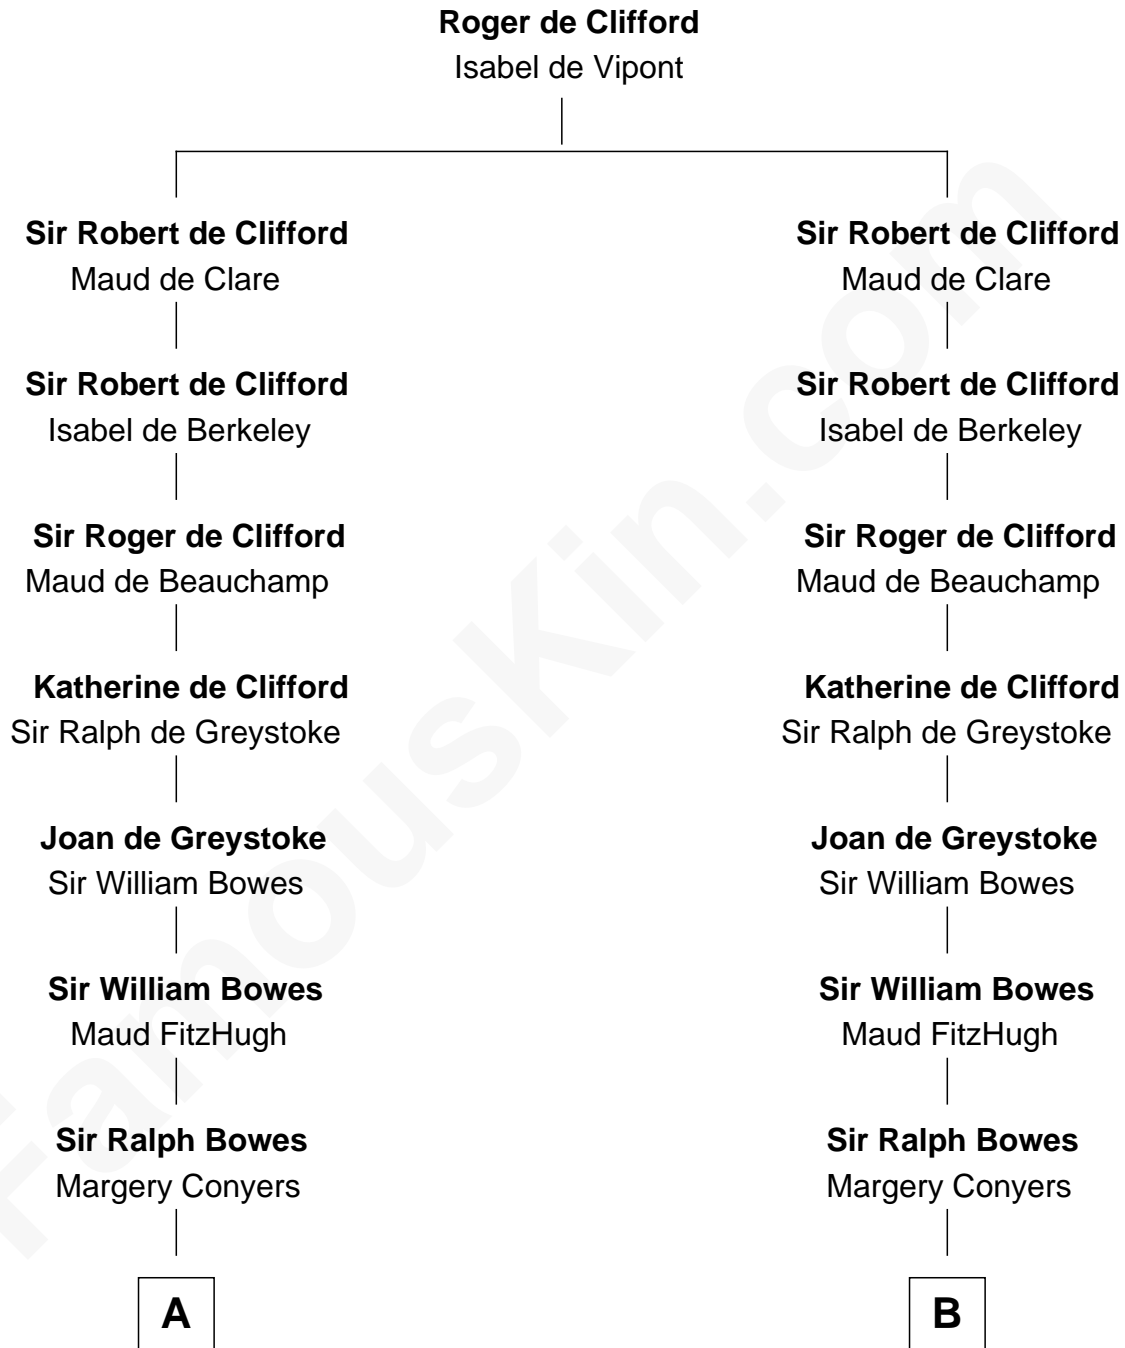 Roger de Clifford
Isabel de Vipont
Sir Robert de Clifford
Maud de Clare
Sir Robert de Clifford
Isabel de Berkeley
Sir Roger de Clifford
Maud de Beauchamp
Katherine de Clifford
Sir Ralph de Greystoke
Joan de Greystoke
Sir William Bowes
Sir William Bowes
Maud FitzHugh
Sir Ralph Bowes
Margery Conyers
A
Sir Robert de Clifford
Maud de Clare
Sir Robert de Clifford
Isabel de Berkeley
Sir Roger de Clifford
Maud de Beauchamp
Katherine de Clifford
Sir Ralph de Greystoke
Joan de Greystoke
Sir William Bowes
Sir William Bowes
Maud FitzHugh
Sir Ralph Bowes
Margery Conyers
B
FamousKin.com